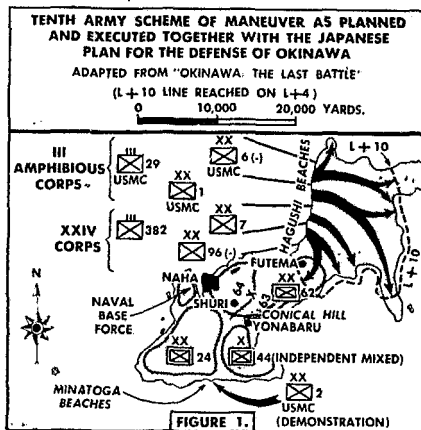 TENTH ARMY SCHEME OF MANEUVER AS PLANNED
AND EXECUTED TOGETHER WITH THE JAPANESE
PLAN FOR THE DEFENSE OF OKINAWA
ADAPTED FROM "OKINAWA: THE LAST BATTLE"
(L+10 LINE REACHED ON L+4)
0 10,000 20,000 YARDS.
III
AMPHIBIOUS
CORPS
III
29
USMC
XX
6 (-)
USMC
XX
1
USMC
HAGUSHI BEACHES
L+10
XXIV
CORPS
III
382
XX
7
XX
96 (-)
FUTEMA
L+10
N
NAHA
XX
62
64
63
NAVAL
BASE
FORCE
SHURI
CONICAL HILL
YONABARU
XX
24
X
44 (INDEPENDENT MIXED)
MINATOGA
BEACHES
XX
2
USMC
(DEMONSTRATION)
FIGURE 1.